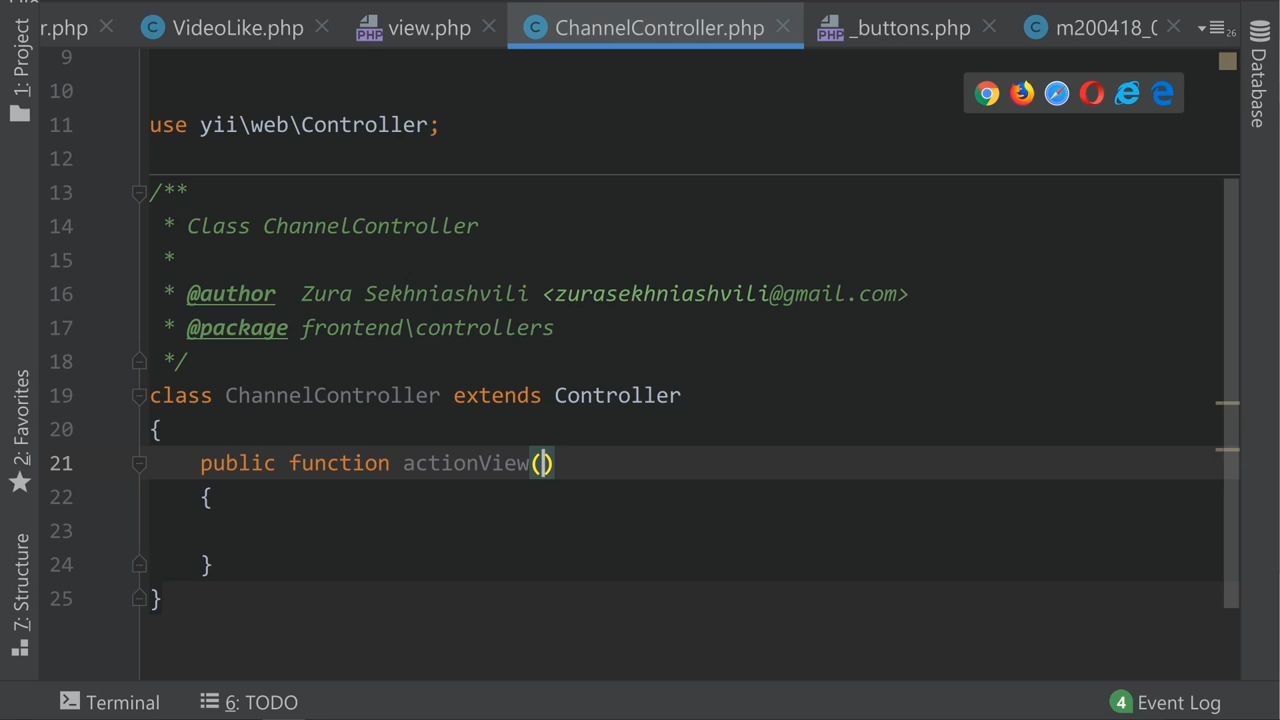 r.php
VideoLike.php
view.php
ChannelController.php
_buttons.php
m200418_0
26
1: Project
2: Favorites
7: Structure
Database
9
10
11 use yii\web\Controller;
12
13 /**
14 * Class ChannelController
15 *
16 * @author Zura Sekhniashvili <zurasekhniashvili@gmail.com>
17 * @package frontend\controllers
18 */
19 class ChannelController extends Controller
20 {
21 public function actionView()
22 {
23
24 }
25 }
Terminal
6: TODO
4 Event Log